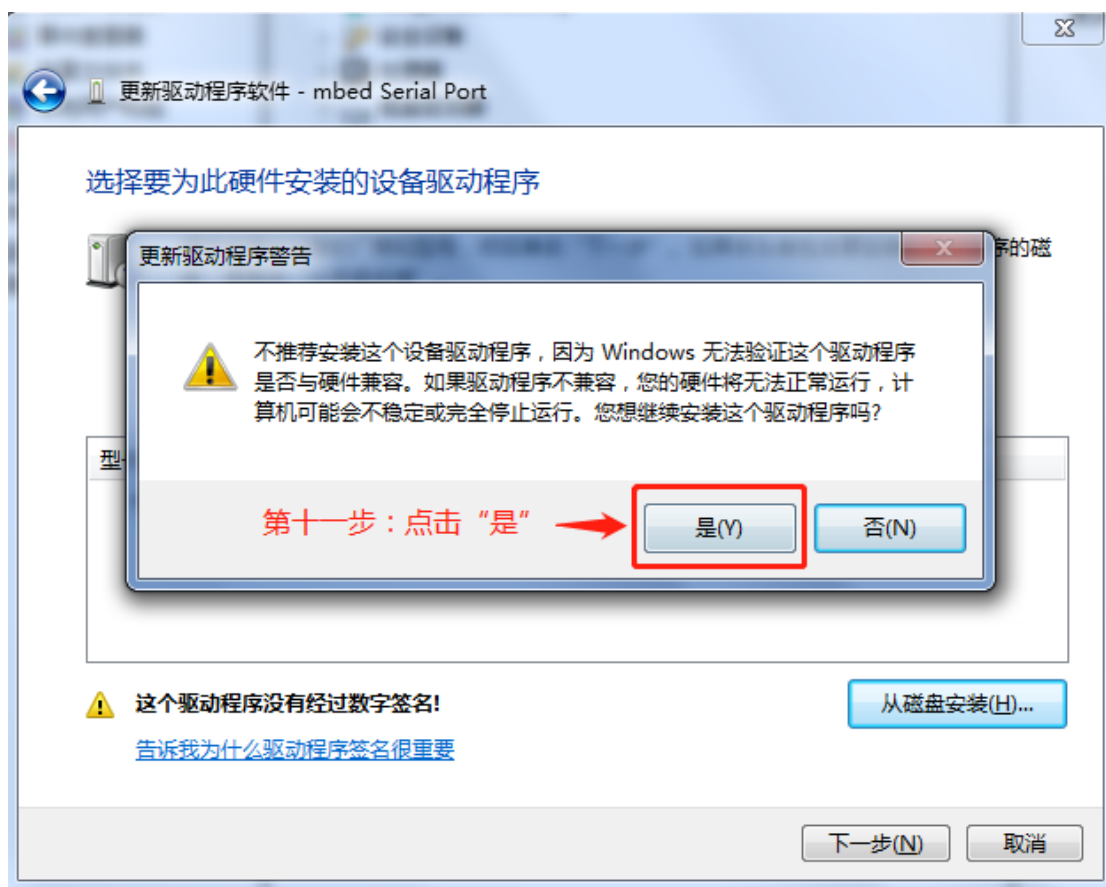 更新驱动程序软件 - mbed Serial Port
选择要为此硬件安装的设备驱动程序
序的磁
更新驱动程序警告
不推荐安装这个设备驱动程序，因为 Windows 无法验证这个驱动程序
是否与硬件兼容。如果驱动程序不兼容，您的硬件将无法正常运行，计
算机可能会不稳定或完全停止运行。您想继续安装这个驱动程序吗?
型
第十一步：点击“是”
是(Y)
否(N)
这个驱动程序没有经过数字签名!
从磁盘安装(H)...
告诉我为什么驱动程序签名很重要
下一步(N)
取消